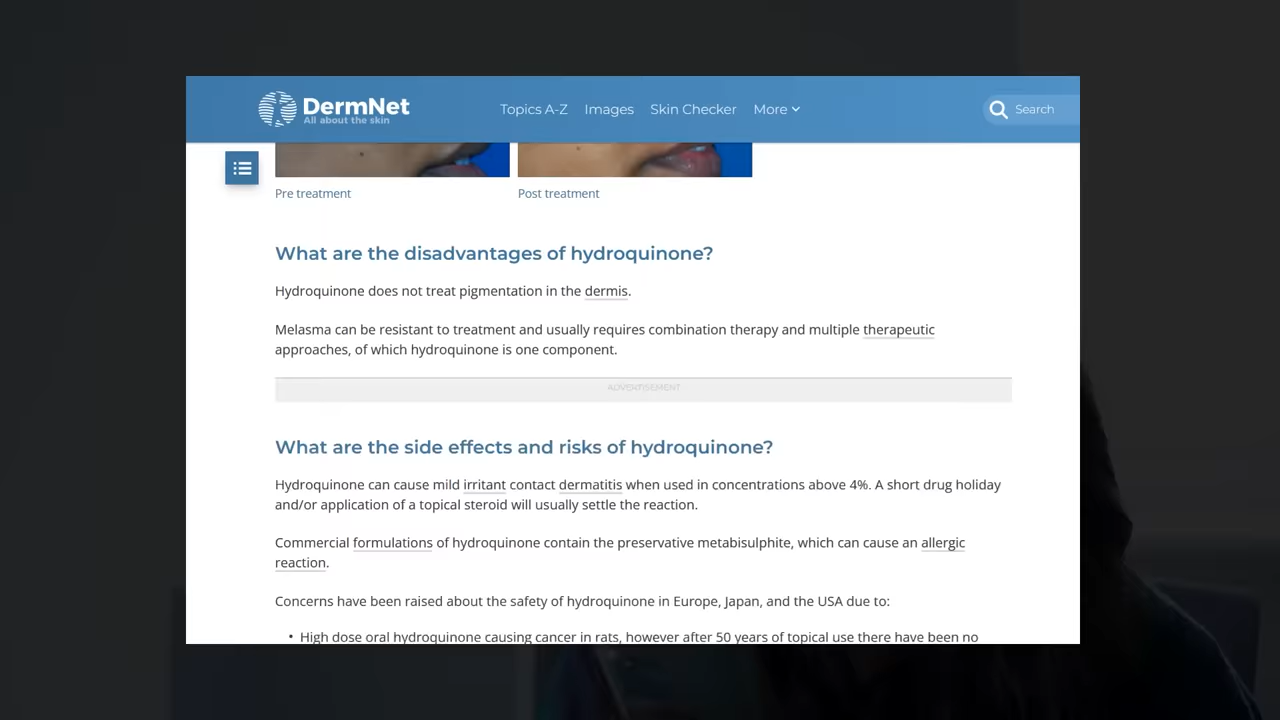 DermNet
All about the skin
Topics A-Z Images Skin Checker More
Search
Pre treatment
Post treatment
What are the disadvantages of hydroquinone?
Hydroquinone does not treat pigmentation in the dermis.
Melasma can be resistant to treatment and usually requires combination therapy and multiple therapeutic
approaches, of which hydroquinone is one component.
ADVERTISEMENT
What are the side effects and risks of hydroquinone?
Hydroquinone can cause mild irritant contact dermatitis when used in concentrations above 4%. A short drug holiday
and/or application of a topical steroid will usually settle the reaction.
Commercial formulations of hydroquinone contain the preservative metabisulphite, which can cause an allergic
reaction.
Concerns have been raised about the safety of hydroquinone in Europe, Japan, and the USA due to:
• High dose oral hydroquinone causing cancer in rats, however after 50 years of topical use there have been no